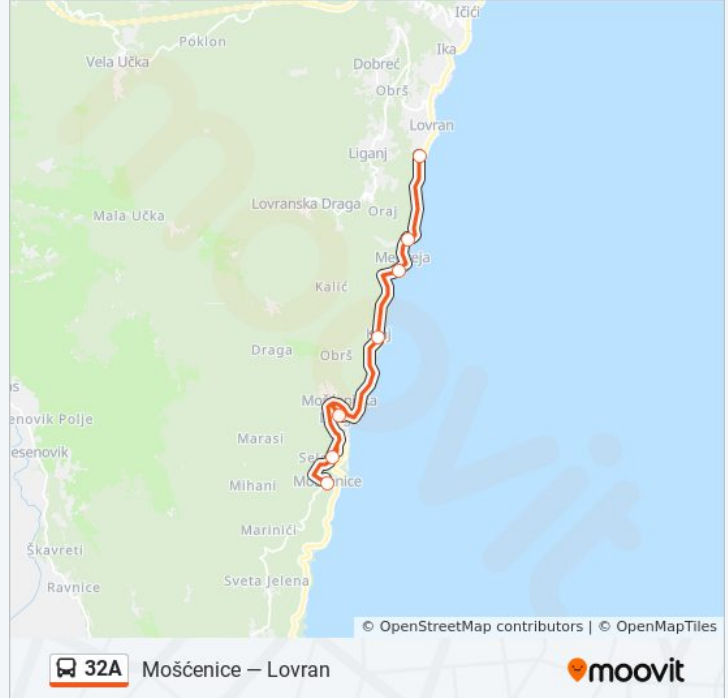 Ičići
Poklon
Ika
Vela Učka
Dobreć
Obrš
Lovran
Liganj
Lovranska Draga
Oraj
Mala Učka
Kalić
Draga
Obrš
enovik Polje
Marasi
esenovik
Mihani
Marinići
Škavreti
Sveta Jelena
Ravnice
moovit
© OpenStreetMap contributors | © OpenMapTiles
32A Mošćenice — Lovran
moovit